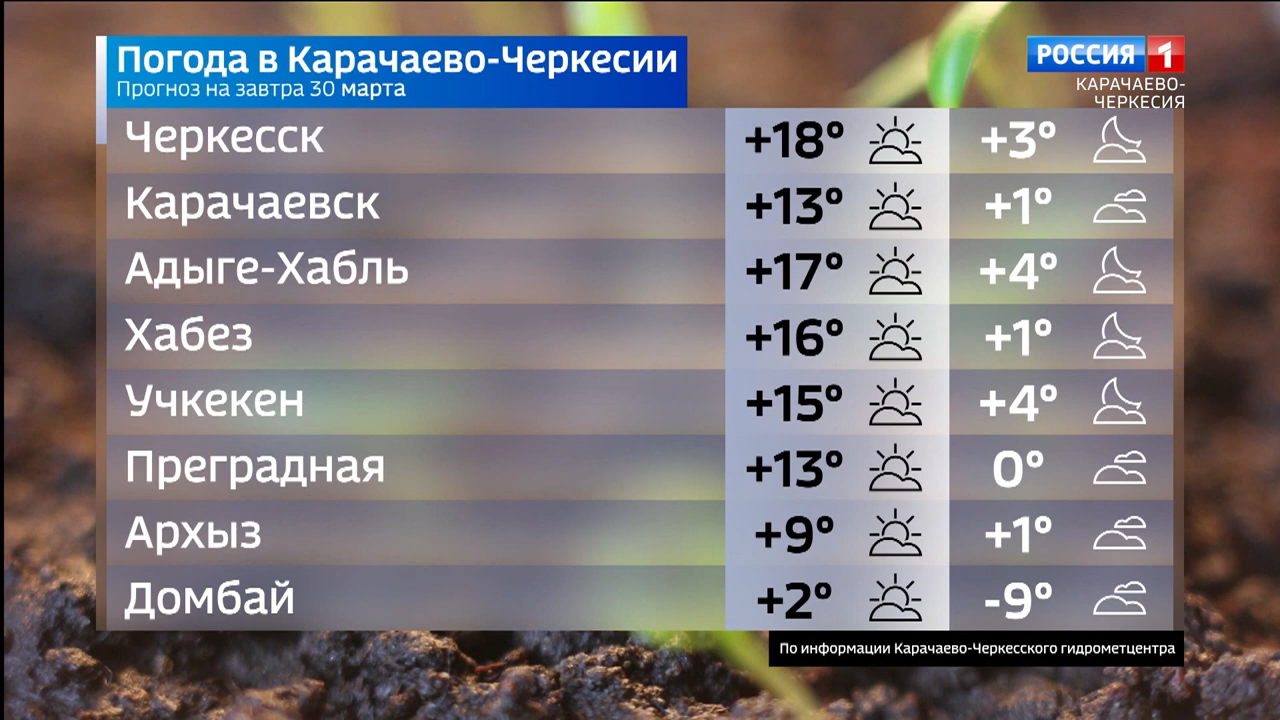 Погода в Карачаево-Черкесии
Прогноз на завтра 30 марта
РОССИЯ 1
КАРАЧАЕВО-
ЧЕРКЕСИЯ
Черкесск +18° +3°
Карачаевск +13° +1°
Адыге-Хабль +17° +4°
Хабез +16° +1°
Учкекен +15° +4°
Преградная +13° 0°
Архыз +9° +1°
Домбай +2° -9°
По информации Карачаево-Черкесского гидрометцентра